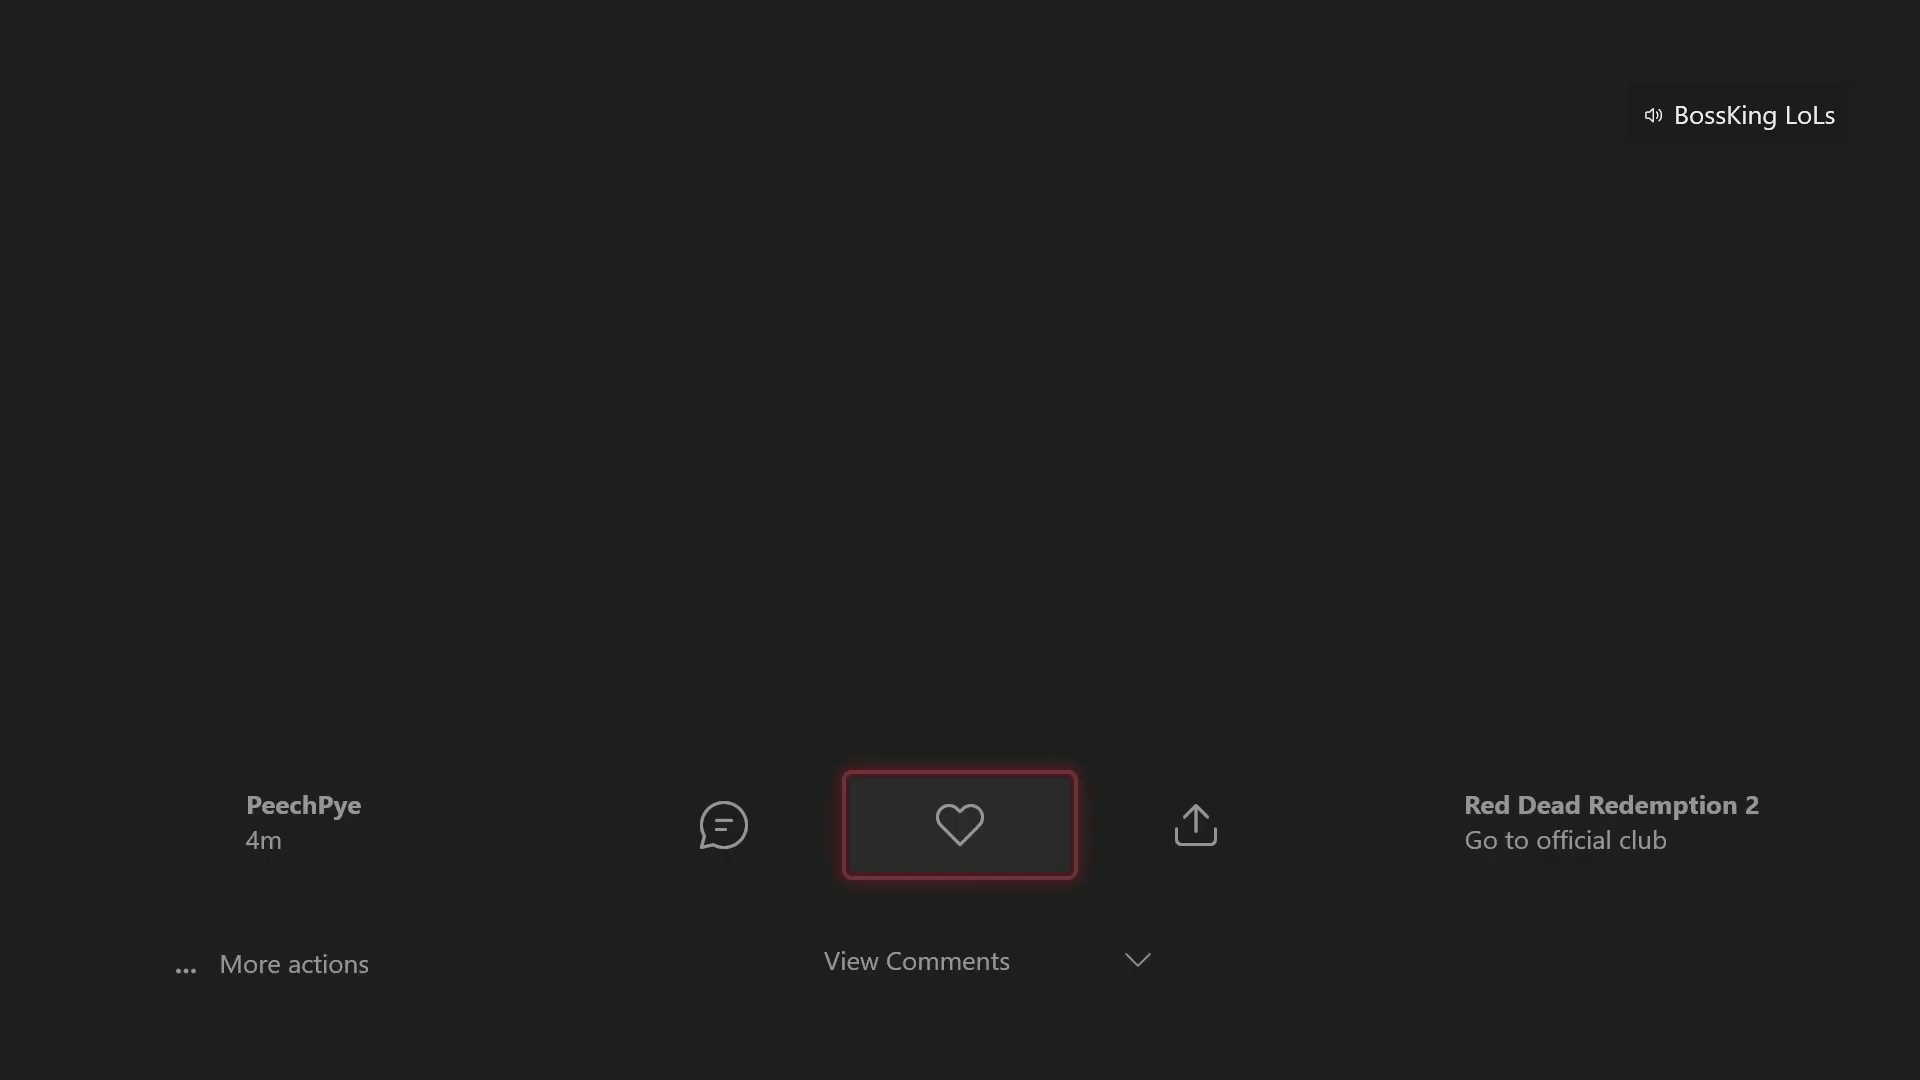 BossKing LoLs
PeechPye
4m
Red Dead Redemption 2
Go to official club
... More actions
View Comments